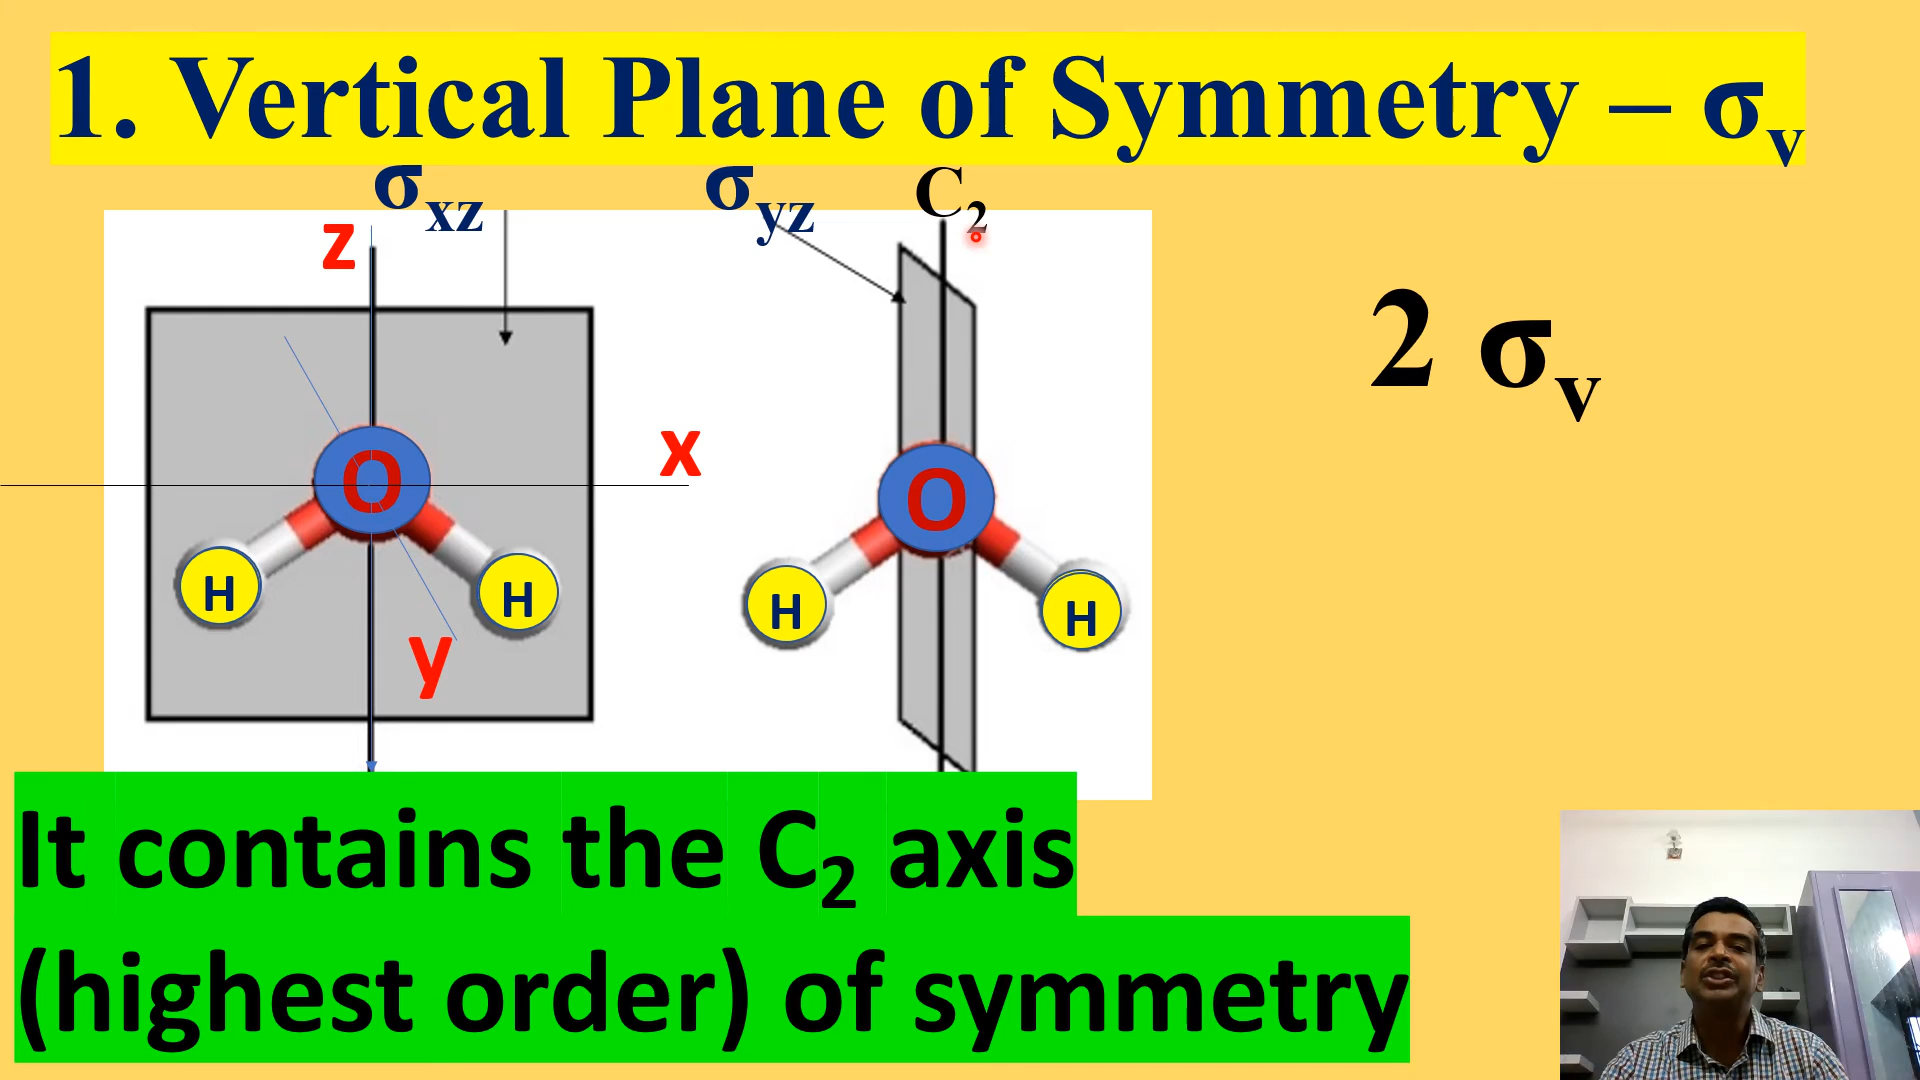 1. Vertical Plane of Symmetry – σᵥ
σxz σyz C₂
z
2 σᵥ
x
O O
H H H H
y
It contains the C₂ axis
(highest order) of symmetry